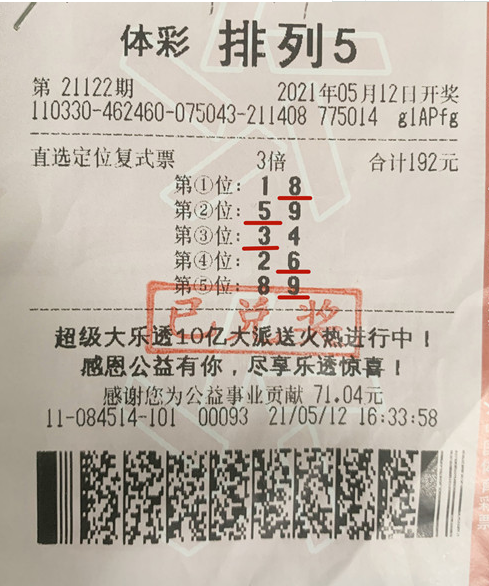 体彩 排列5
第 21122期 2021年05月12日开奖
110330-462460-075043-211408 775014 glAPfg
直选定位复式票 3倍 合计192元
第①位: 1 8
第②位: 5 9
第③位: 3 4
第④位: 2 6
第⑤位: 8 9
已兑奖
超级大乐透10亿大派送火热进行中!
感恩公益有你,尽享乐透惊喜!
感谢您为公益事业贡献 71.04元
11-084514-101 00093 21/05/12 16:33:58